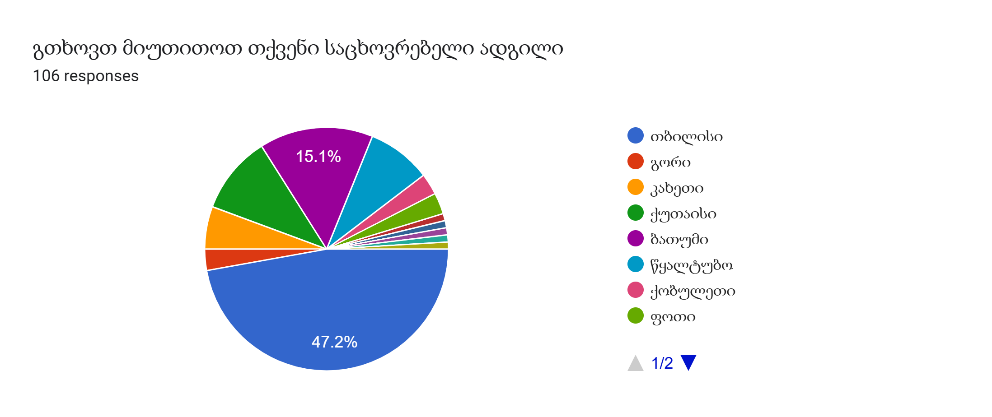 გთხოვთ მიუთითოთ თქვენი საცხოვრებელი ადგილი
106 responses
15.1%
47.2%
თბილისი
გორი
კახეთი
ქუთაისი
ბათუმი
წყალტუბო
ქობულეთი
ფოთი
1/2